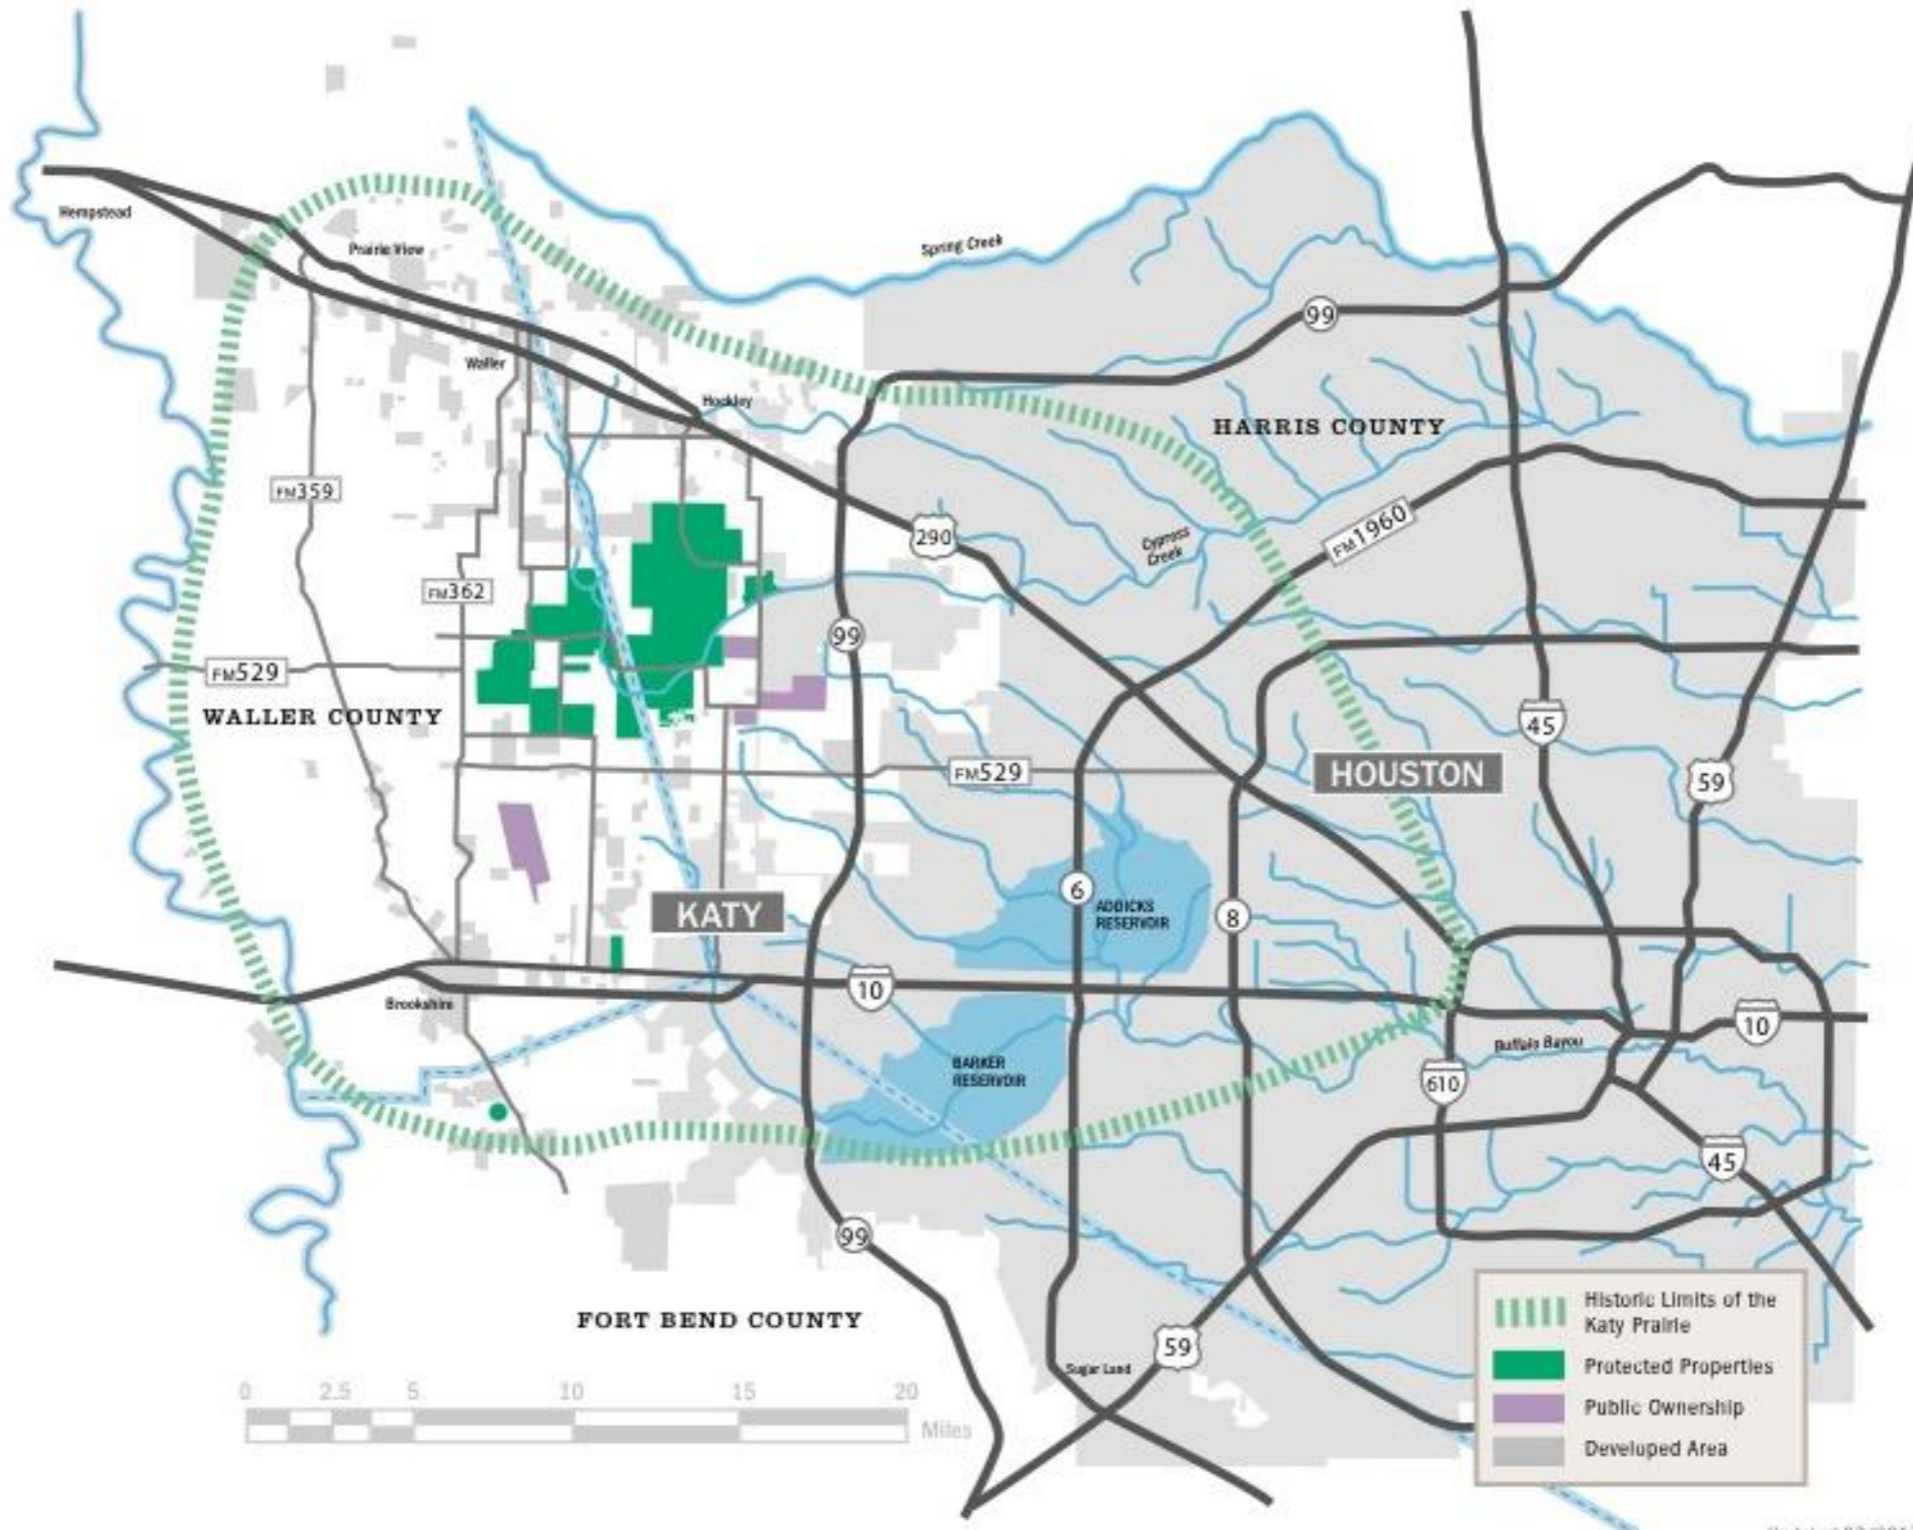 Hempstead
Prairie View
Spring Creek
99
Waller
Hockley
HARRIS COUNTY
FM359
290
FM1960
Cypress
Creek
FM362
99
FM529
WALLER COUNTY
45
HOUSTON
FM529
59
6
ADDICKS
RESERVOIR
8
KATY
10
Brookshire
10
Buffalo Bayou
BARKER
RESERVOIR
610
45
99
FORT BEND COUNTY
59
Sugar Land
0 2.5 5 10 15 20
Miles
Historic Limits of the
Katy Prairie
Protected Properties
Public Ownership
Developed Area